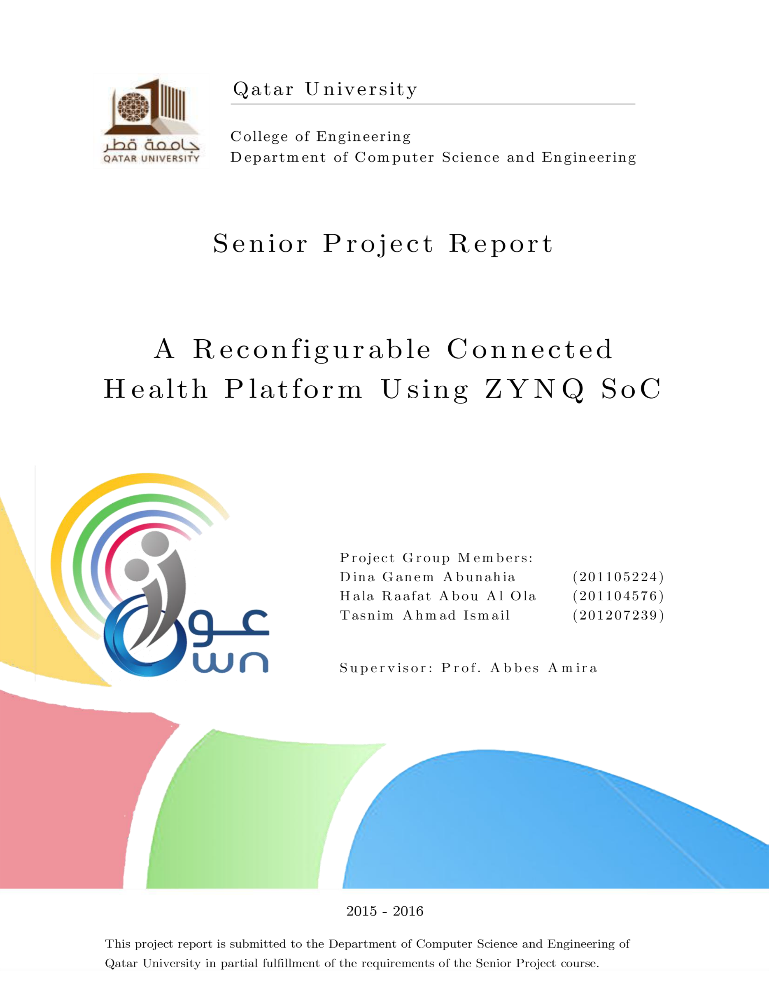 جامعة قطر
QATAR UNIVERSITY
Qatar University
College of Engineering
Department of Computer Science and Engineering
Senior Project Report
A Reconfigurable Connected
Health Platform Using ZYNQ SoC
عون
Own
Project Group Members:
Dina Ganem Abunahia (201105224)
Hala Raafat Abou Al Ola (201104576)
Tasnim Ahmad Ismail (201207239)
Supervisor: Prof. Abbes Amira
2015 - 2016
This project report is submitted to the Department of Computer Science and Engineering of
Qatar University in partial fulfillment of the requirements of the Senior Project course.